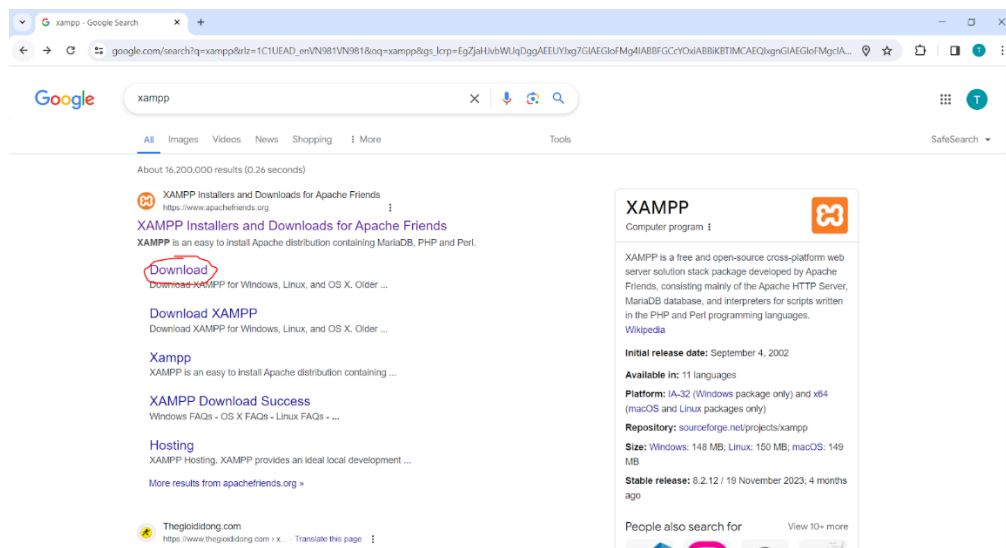 xampp - Google Search
google.com/search?q=xampp&rlz=1C1UEAD_enVN981VN981&oq=xampp&gs_lcrp=
T
Google
xampp
T
All Images Videos News Shopping More Tools SafeSearch
About 16,200,000 results (0.26 seconds)
XAMPP Installers and Downloads for Apache Friends
https://www.apachefriends.org
XAMPP Installers and Downloads for Apache Friends
XAMPP is an easy to install Apache distribution containing MariaDB, PHP and Perl.
Download
Download XAMPP for Windows, Linux, and OS X. Older ...
Download XAMPP
Download XAMPP for Windows, Linux, and OS X. Older ...
Xampp
XAMPP is an easy to install Apache distribution containing ...
XAMPP Download Success
Windows FAQs - OS X FAQs - Linux FAQs - ...
Hosting
XAMPP Hosting. XAMPP provides an ideal local development ...
More results from apachefriends.org »
Thegioididong.com
https://www.thegioididong.com › x... · Translate this page
XAMPP
Computer program
XAMPP is a free and open-source cross-platform web
server solution stack package developed by Apache
Friends, consisting mainly of the Apache HTTP Server,
MariaDB database, and interpreters for scripts written
in the PHP and Perl programming languages.
Wikipedia
Initial release date: September 4, 2002
Available in: 11 languages
Platform: IA-32 (Windows package only) and x64
(macOS and Linux packages only)
Repository: sourceforge.net/projects/xampp
Size: Windows: 148 MB; Linux: 150 MB; macOS: 149
MB
Stable release: 8.2.12 / 19 November 2023; 4 months
ago
People also search for View 10+ more